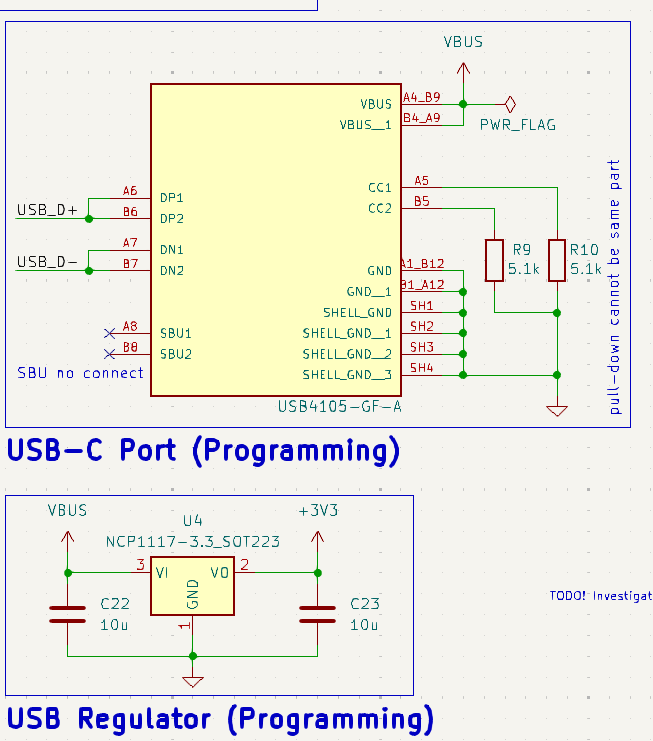 VBUS
VBUS A4_B9
VBUS__1 B4_A9
PWR_FLAG
CC1 A5
A6 DP1
USB_D+
B6 DP2
CC2 B5
A7 DN1
USB_D-
B7 DN2
R9
5.1k
R10
5.1k
GND A1_B12
GND__1 B1_A12
SHELL_GND SH1
A8 SBU1
SHELL_GND__1 SH2
B8 SBU2
SHELL_GND__2 SH3
SBU no connect
SHELL_GND__3 SH4
pull-down cannot be same part
USB4105-GF-A
USB-C Port (Programming)
VBUS
U4
+3V3
NCP1117-3.3_SOT223
3 VI
VO 2
GND
1
C22
10u
C23
10u
TODO! Investigat
USB Regulator (Programming)